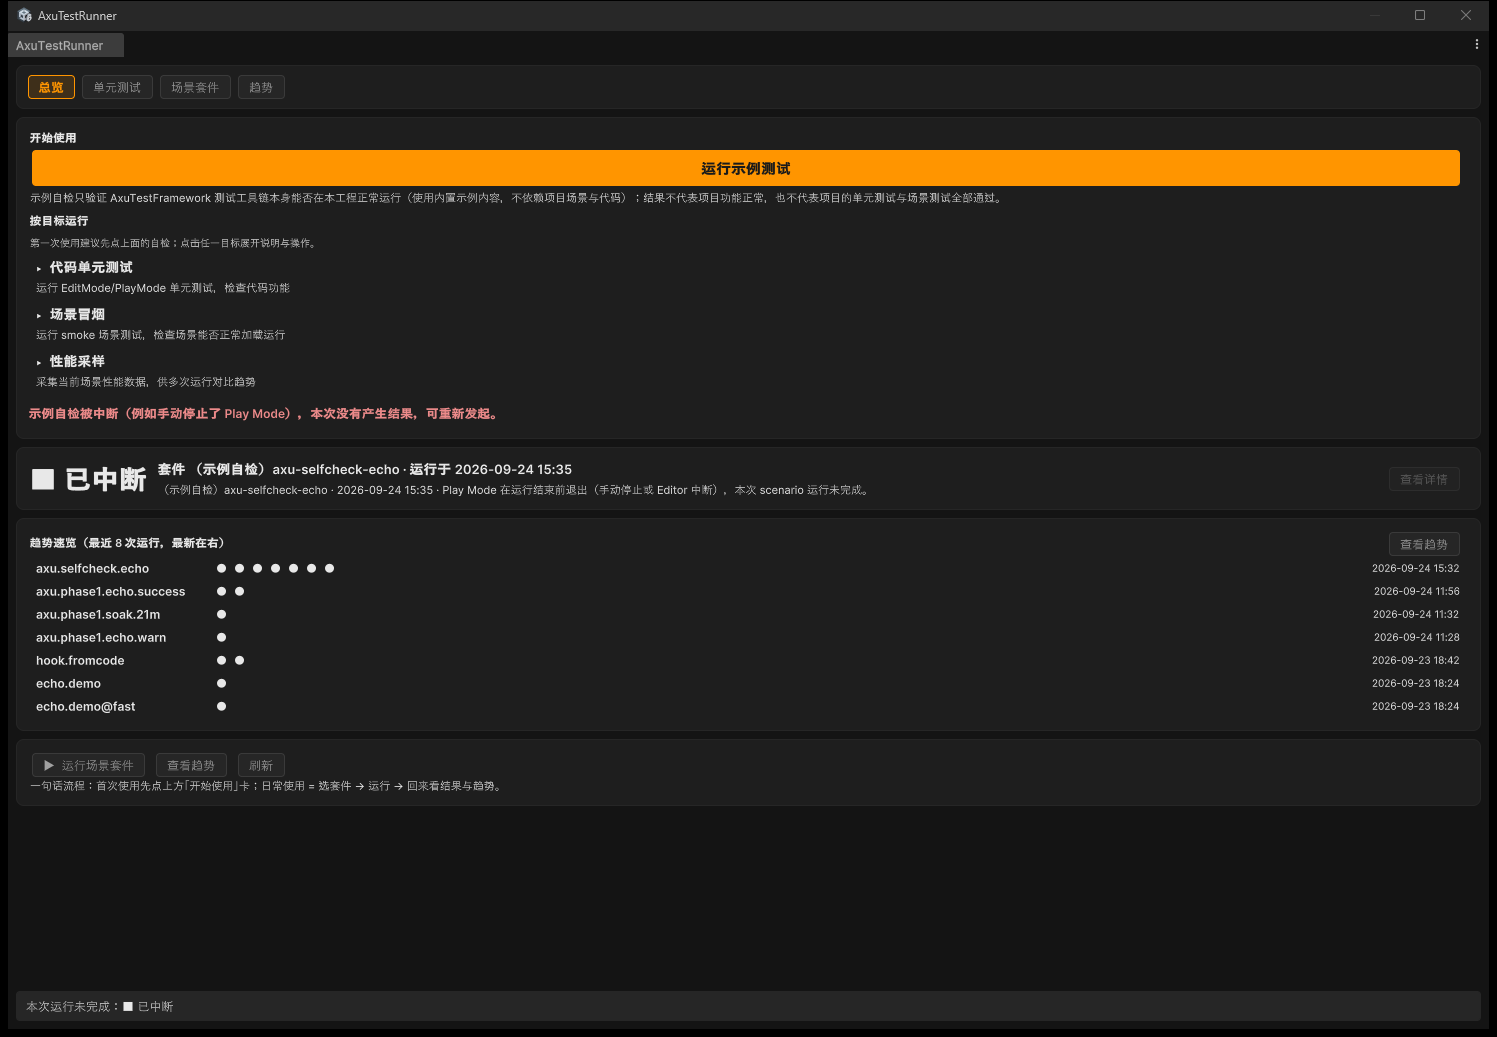 AxuTestRunner
AxuTestRunner
总览 单元测试 场景套件 趋势
开始使用
运行示例测试
示例自检只验证 AxuTestFramework 测试工具链本身能否在本工程正常运行（使用内置示例内容，不依赖项目场景与代码）；结果不代表项目功能正常，也不代表项目的单元测试与场景测试全部通过。
按目标运行
第一次使用建议先点上面的自检；点击任一目标展开说明与操作。
▸ 代码单元测试
运行 EditMode/PlayMode 单元测试，检查代码功能
▸ 场景冒烟
运行 smoke 场景测试，检查场景能否正常加载运行
▸ 性能采样
采集当前场景性能数据，供多次运行对比趋势
示例自检被中断（例如手动停止了 Play Mode），本次没有产生结果，可重新发起。
■ 已中断
套件 （示例自检）axu-selfcheck-echo · 运行于 2026-09-24 15:35
（示例自检）axu-selfcheck-echo · 2026-09-24 15:35 · Play Mode 在运行结束前退出（手动停止或 Editor 中断），本次 scenario 运行未完成。
查看详情
趋势速览（最近 8 次运行，最新在右）
查看趋势
axu.selfcheck.echo ● ● ● ● ● ● ● 2026-09-24 15:32
axu.phase1.echo.success ● ● 2026-09-24 11:56
axu.phase1.soak.21m ● 2026-09-24 11:32
axu.phase1.echo.warn ● 2026-09-24 11:28
hook.fromcode ● ● 2026-09-23 18:42
echo.demo ● 2026-09-23 18:24
echo.demo@fast ● 2026-09-23 18:24
▶ 运行场景套件 查看趋势 刷新
一句话流程：首次使用先点上方「开始使用」卡；日常使用 = 选套件 → 运行 → 回来看结果与趋势。
本次运行未完成：■ 已中断